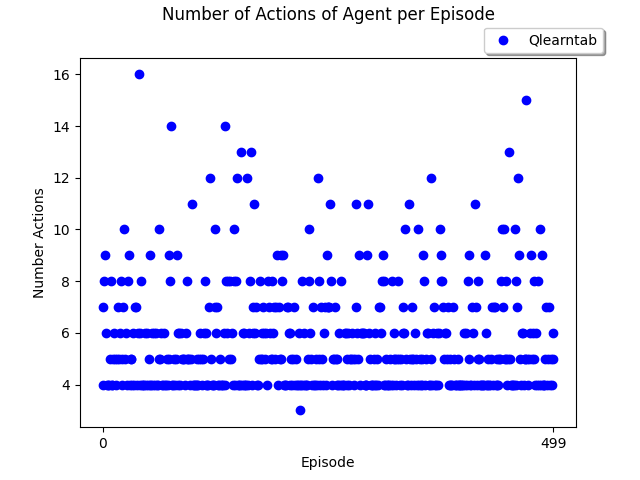 Number of Actions of Agent per Episode
Qlearntab
16
14
12
10
8
6
4
Number Actions
0
499
Episode